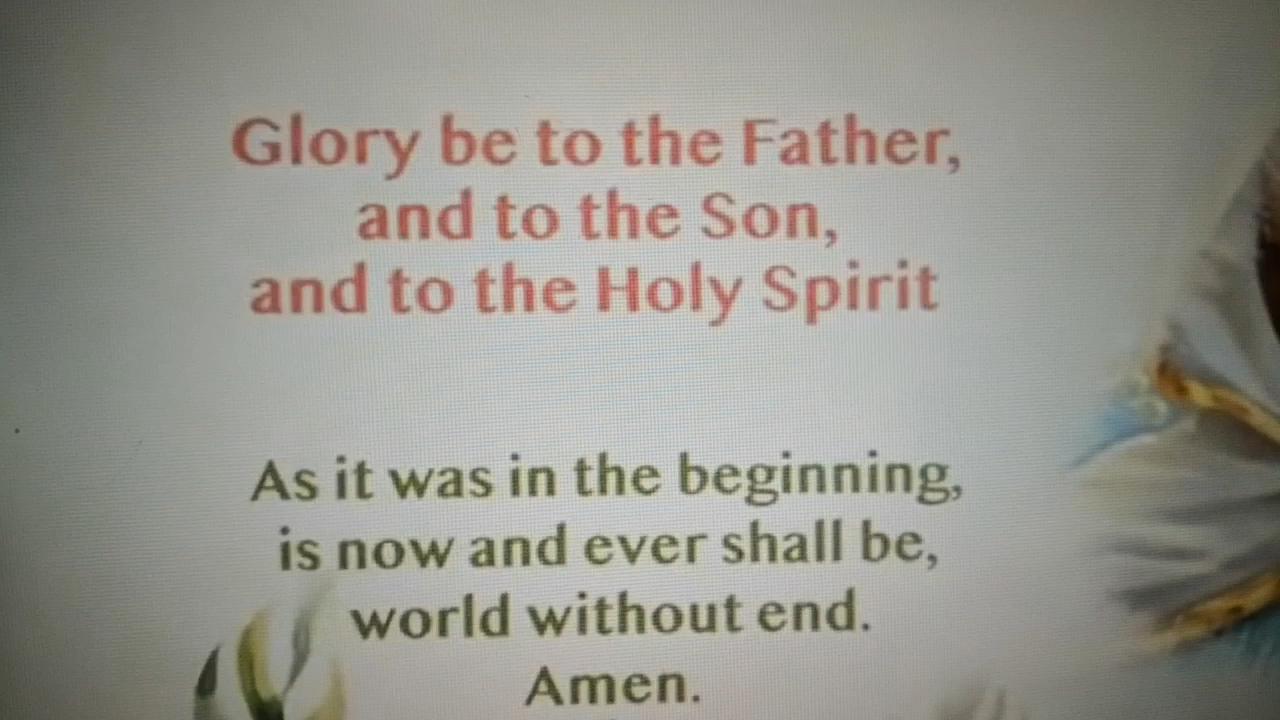 Glory be to the Father,
and to the Son,
and to the Holy Spirit
As it was in the beginning,
is now and ever shall be,
world without end.
Amen.